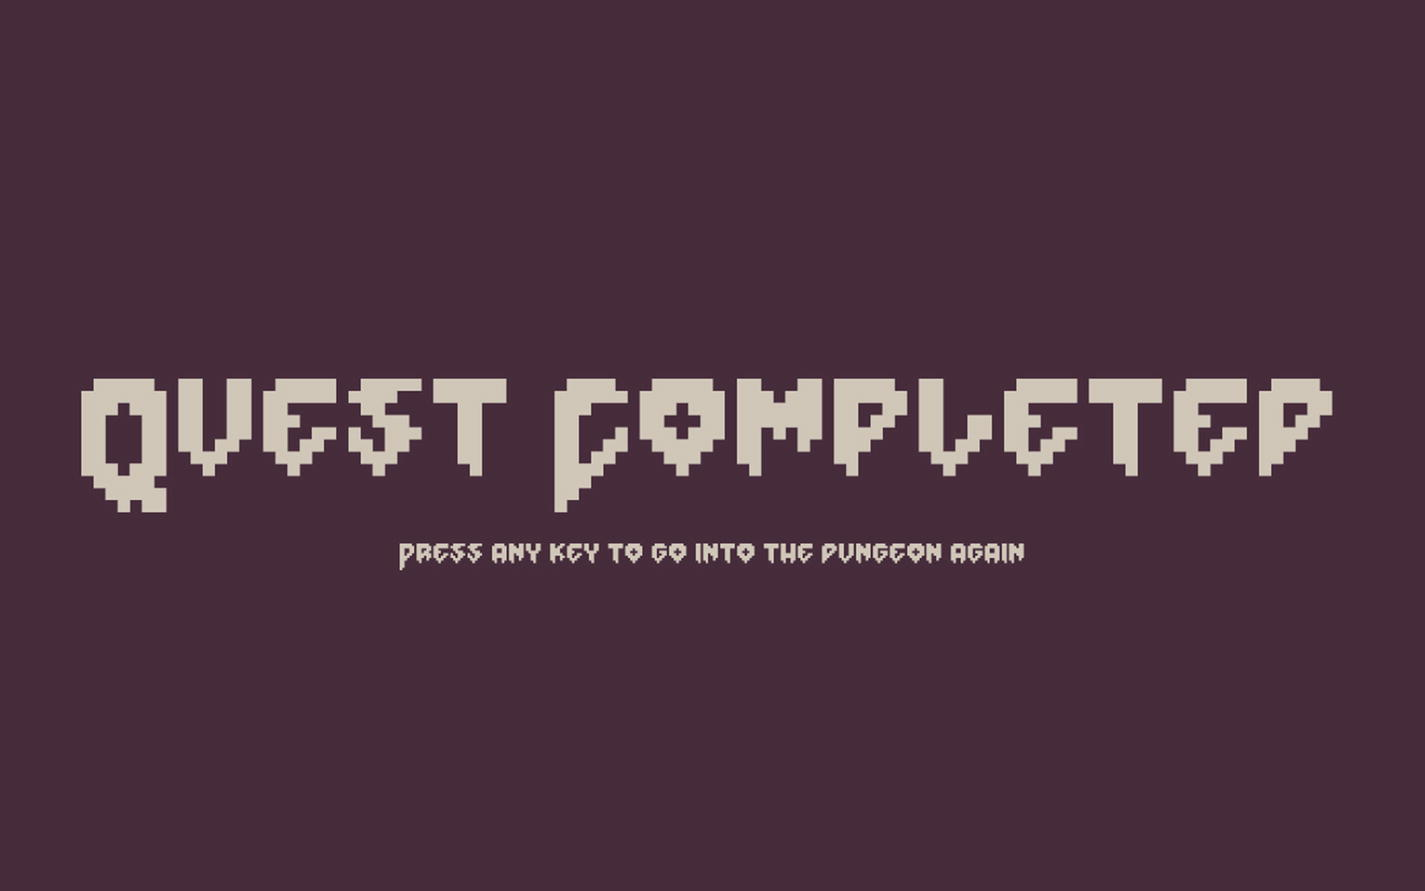 Quest Completed
Press any key to go into the dungeon again